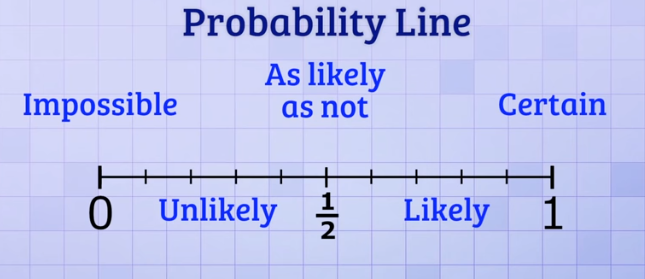 Probability Line
As likely
as not
Impossible
Certain
0
Unlikely
1/2
Likely
1